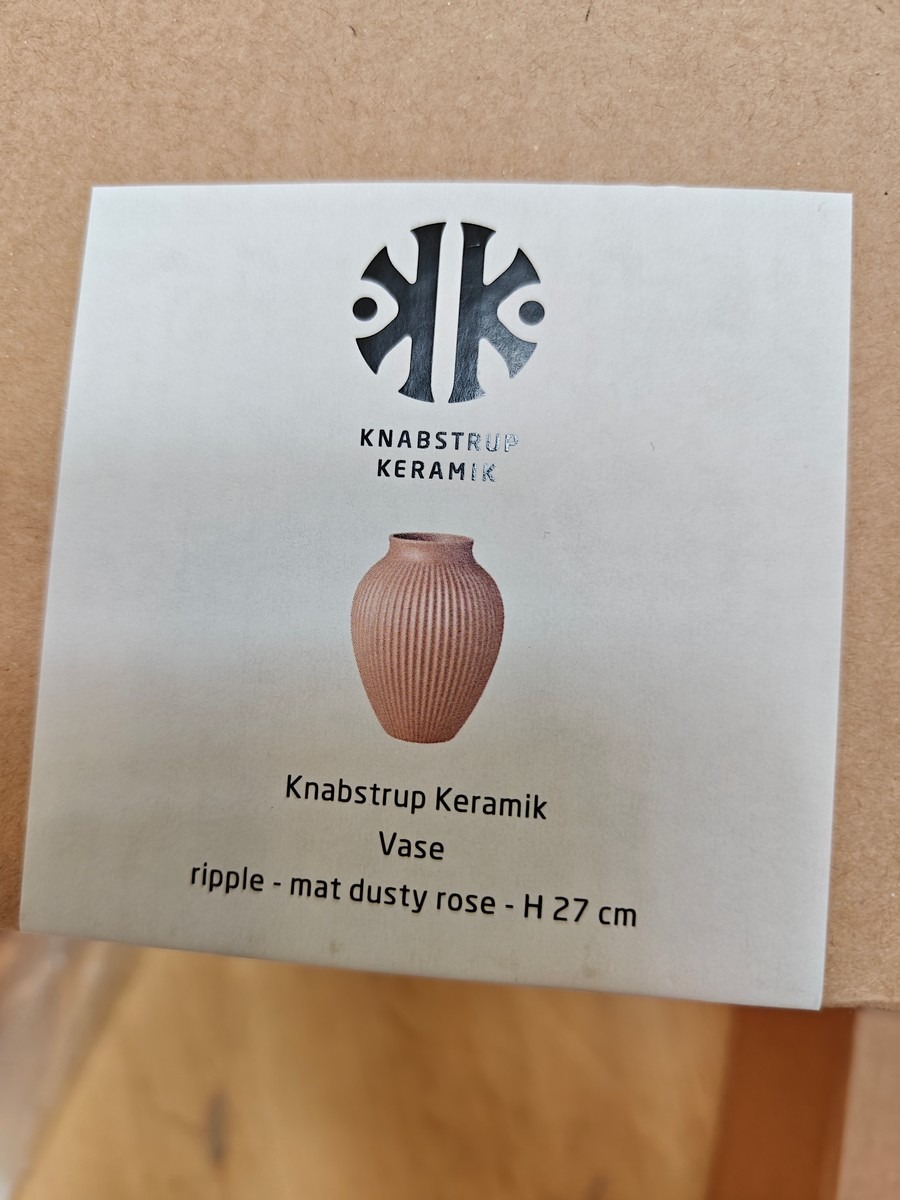 KNABSTRUP
KERAMIK
Knabstrup Keramik
Vase
ripple - mat dusty rose - H 27 cm